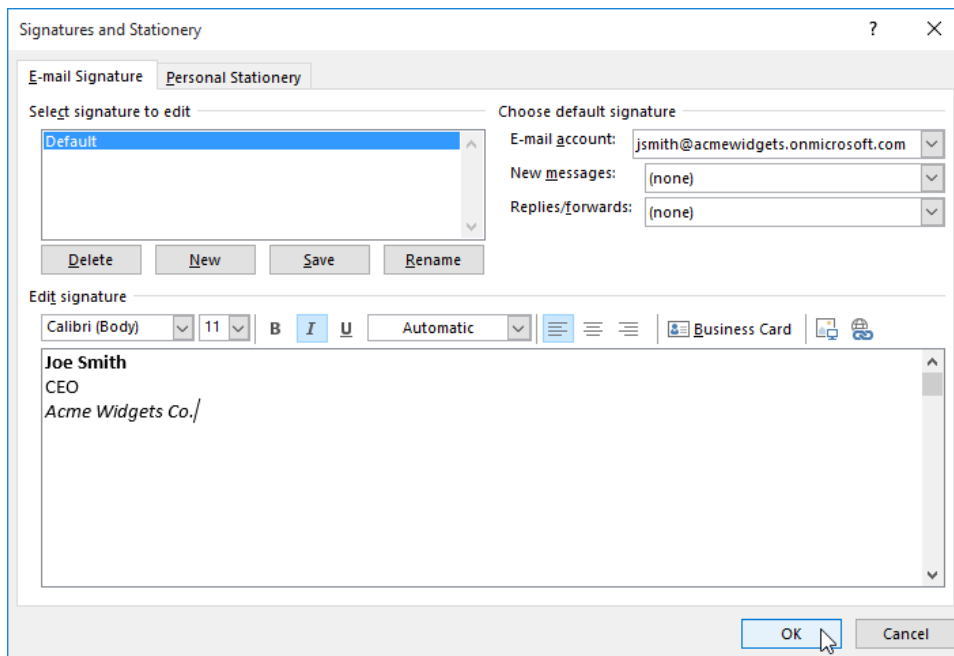 Signatures and Stationery
?
E-mail Signature
Personal Stationery
Select signature to edit
Default
Delete
New
Save
Rename
Choose default signature
E-mail account:
jsmith@acmewidgets.onmicrosoft.com
New messages:
(none)
Replies/forwards:
(none)
Edit signature
Calibri (Body)
11
B
I
U
Automatic
Business Card
Joe Smith
CEO
Acme Widgets Co.
OK
Cancel